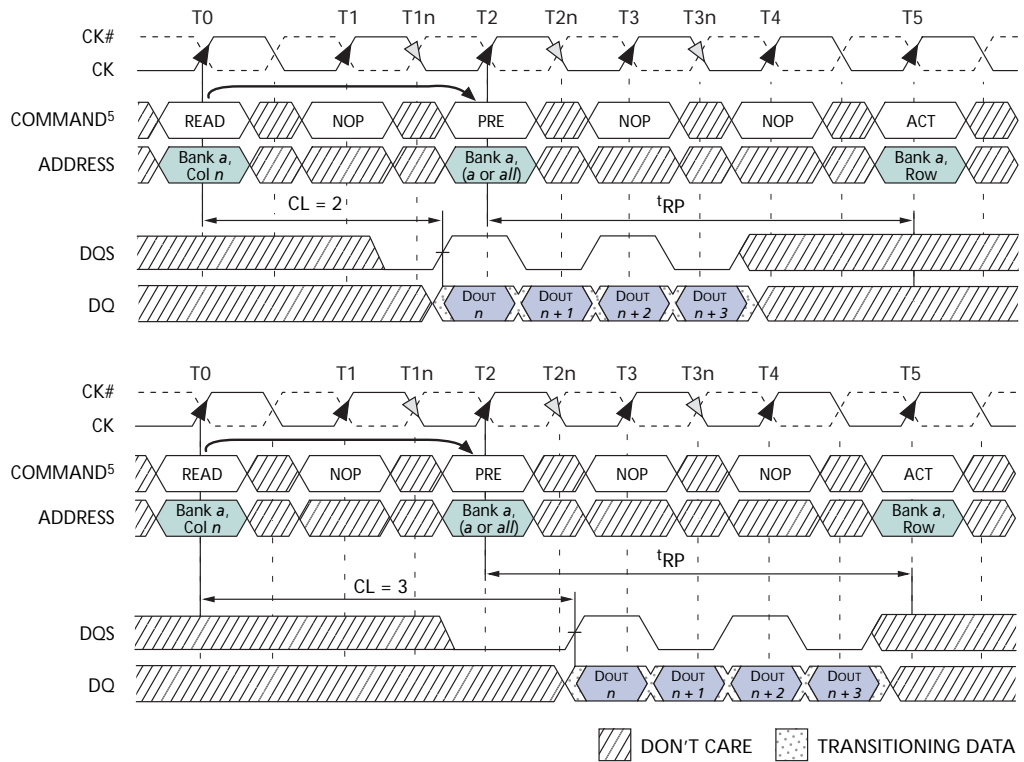 T0 T1 T1n T2 T2n T3 T3n T4 T5
CK#
CK
COMMAND5 READ NOP PRE NOP NOP ACT
ADDRESS Bank a, Col n Bank a, (a or all) Bank a, Row
CL = 2 tRP
DQS
DQ DOUT n DOUT n + 1 DOUT n + 2 DOUT n + 3
T0 T1 T1n T2 T2n T3 T3n T4 T5
CK#
CK
COMMAND5 READ NOP PRE NOP NOP ACT
ADDRESS Bank a, Col n Bank a, (a or all) Bank a, Row
tRP
CL = 3
DQS
DQ DOUT n DOUT n + 1 DOUT n + 2 DOUT n + 3
DON'T CARE TRANSITIONING DATA